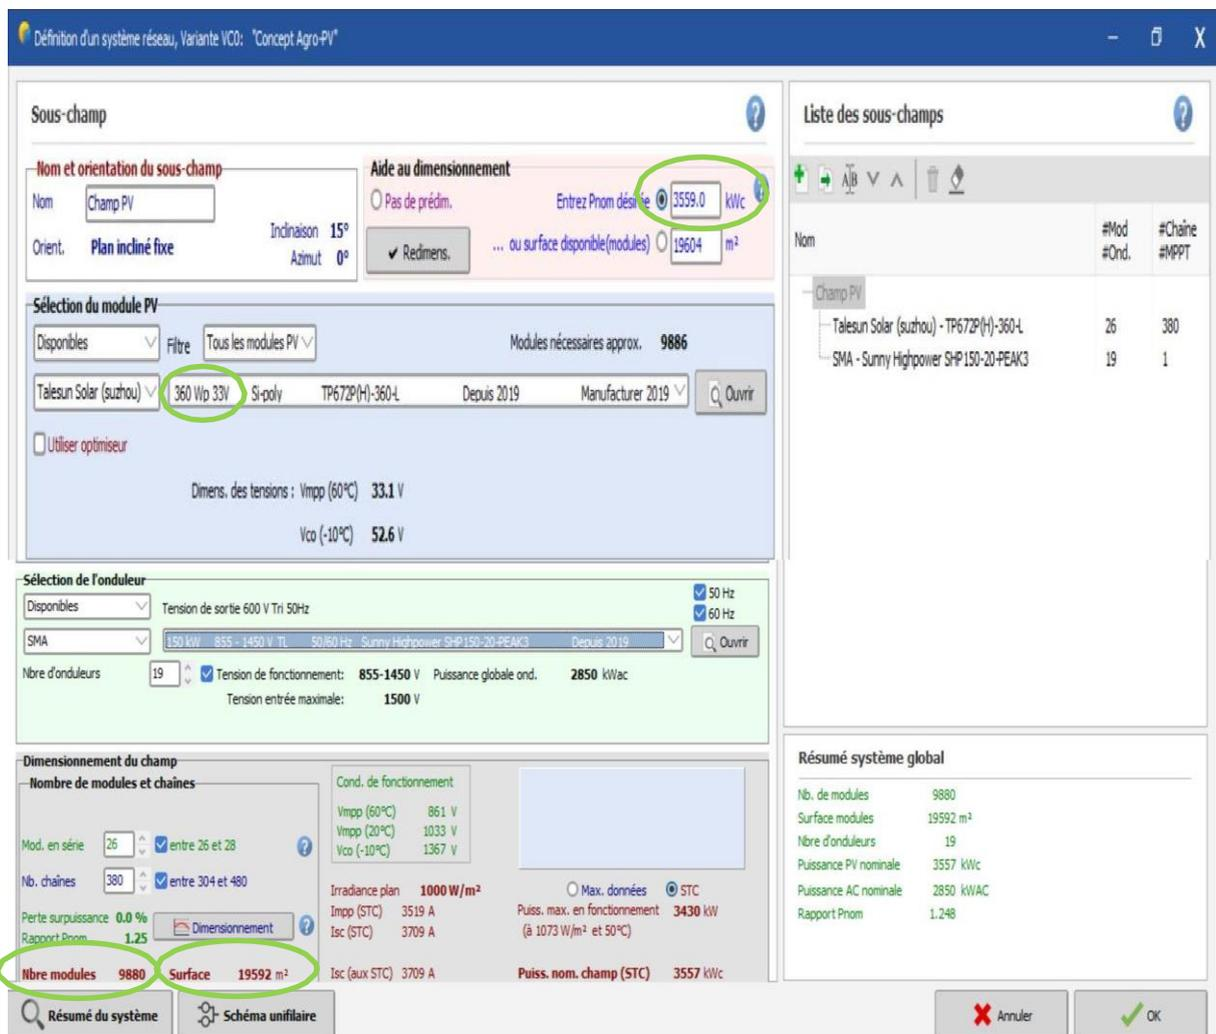 Définition d'un système réseau, Variante VC0: "Concept Agro-PV"
Sous-champ
Nom et orientation du sous-champ
Nom Champ PV
Orient. Plan incliné fixe
Inclinaison 15°
Azimut 0°
Aide au dimensionnement
Pas de prédim. Entrez Pnom désirée 3559.0 kWc
Redimens. ... ou surface disponible(modules) 19604 m²
Sélection du module PV
Disponibles Filtre Tous les modules PV Modules nécessaires approx. 9886
Talesun Solar (suzhou) 360 Wp 33V Si-poly TP672P(H)-360-L Depuis 2019 Manufacturer 2019 Ouvrir
Utiliser optimiseur
Dimens. des tensions : Vmpp (60°C) 33.1 V
Vco (-10°C) 52.6 V
Sélection de l'onduleur
Disponibles Tension de sortie 600 V Tri 50Hz
50 Hz
60 Hz
SMA 150 kW 855 - 1450 V TL 50/60 Hz Sunny Highpower SHP150-20-PEAK3 Depuis 2019 Ouvrir
Nbre d'onduleurs 19 Tension de fonctionnement: 855-1450 V Puissance globale ond. 2850 kWac
Tension entrée maximale: 1500 V
Dimensionnement du champ
Nombre de modules et chaînes
Mod. en série 26 entre 26 et 28
Nb. chaînes 380 entre 304 et 480
Perte surpuissance 0.0 %
Rapport Pnom 1.25
Dimensionnement
Nbre modules 9880 Surface 19592 m²
Cond. de fonctionnement
Vmpp (60°C) 861 V
Vmpp (20°C) 1033 V
Vco (-10°C) 1367 V
Irradiance plan 1000 W/m²
Impp (STC) 3519 A
Isc (STC) 3709 A
Isc (aux STC) 3709 A
Max. données STC
Puiss. max. en fonctionnement 3430 kW
(à 1073 W/m² et 50°C)
Puiss. nom. champ (STC) 3557 kWc
Résumé du système Schéma unifilaire
Liste des sous-champs
Nom #Mod #Chaîne
#Ond. #MPPT
Champ PV
Talesun Solar (suzhou) - TP672P(H)-360-L 26 380
SMA - Sunny Highpower SHP150-20-PEAK3 19 1
Résumé système global
Nb. de modules 9880
Surface modules 19592 m²
Nbre d'onduleurs 19
Puissance PV nominale 3557 kWc
Puissance AC nominale 2850 kWAC
Rapport Pnom 1.248
Annuler OK